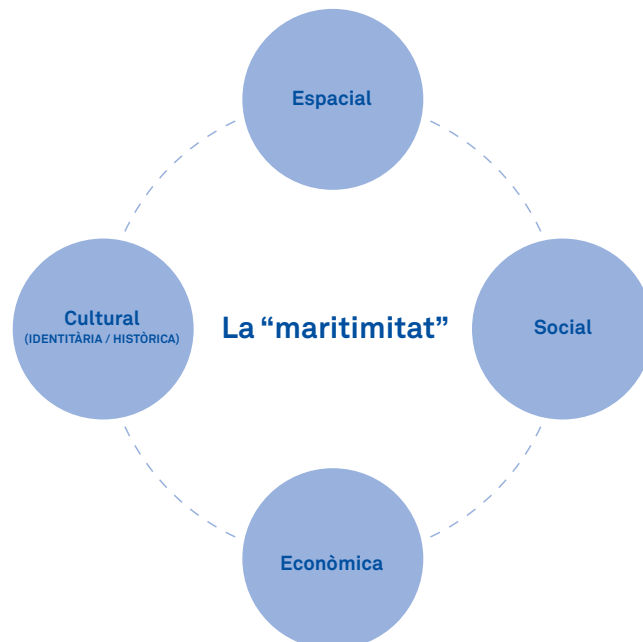 Espacial
Cultural
(IDENTITÀRIA / HISTÒRICA)
La “maritimitat”
Social
Econòmica